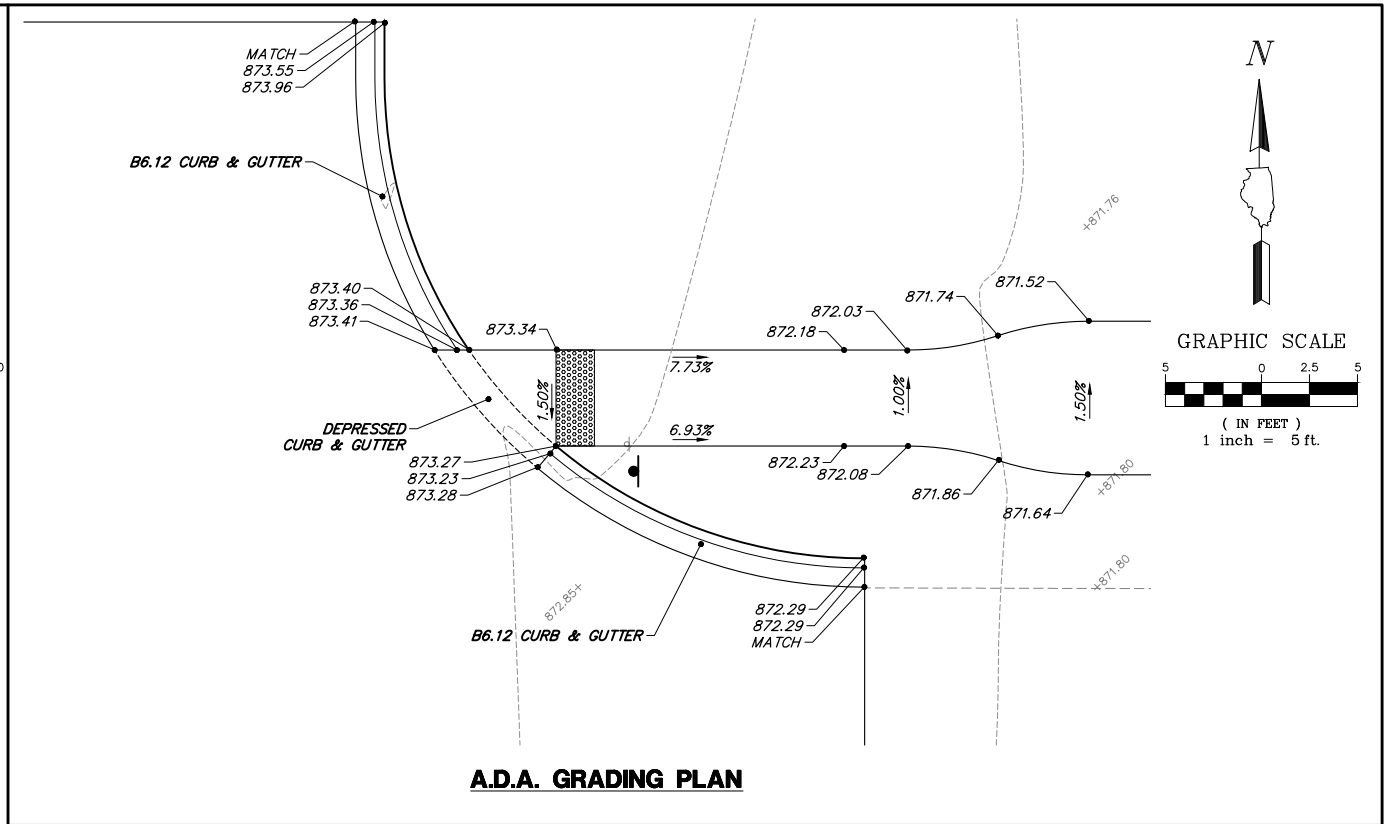 MATCH
873.55
873.96
N
B6.12 CURB & GUTTER
+871.76
873.40
873.36
873.41
873.34
872.18
872.03
871.74
871.52
7.73%
1.50%
1.00%
1.50%
6.93%
GRAPHIC SCALE
5 0 2.5 5
( IN FEET )
1 inch = 5 ft.
DEPRESSED
CURB & GUTTER
873.27
873.23
873.28
872.23
872.08
871.86
871.64
+871.80
+871.80
872.85+
B6.12 CURB & GUTTER
872.29
872.29
MATCH
A.D.A. GRADING PLAN